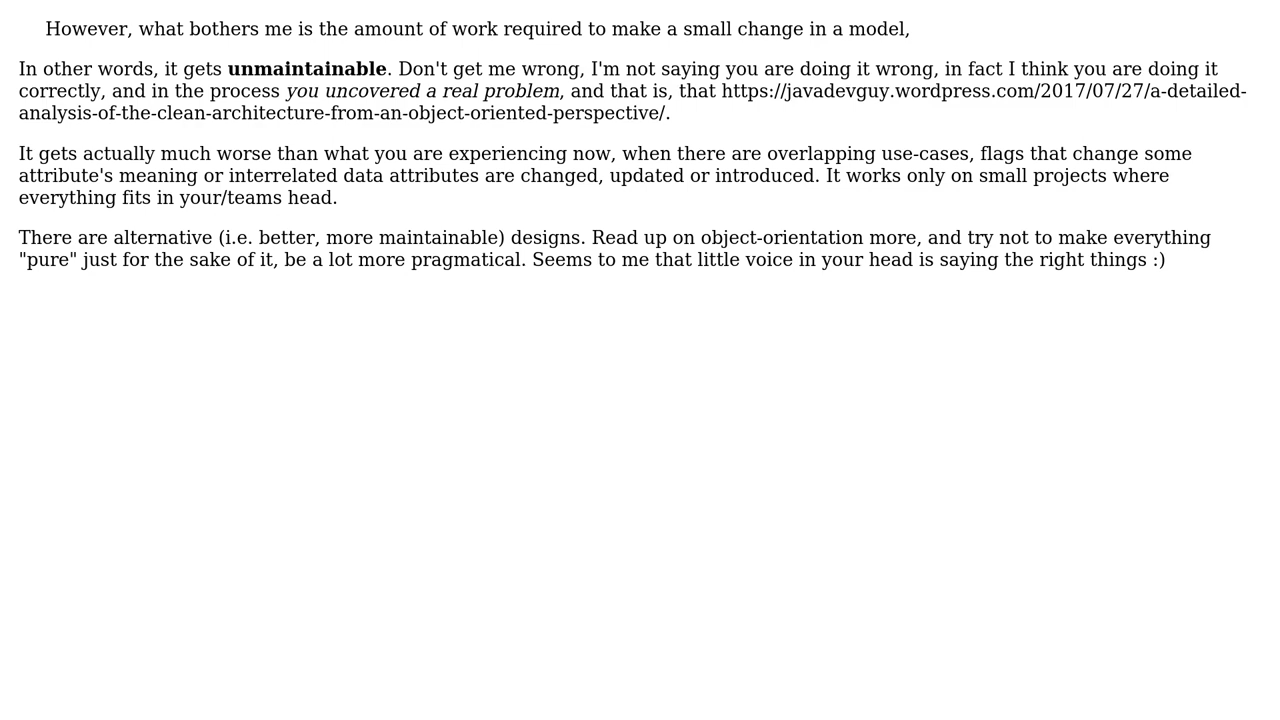 However, what bothers me is the amount of work required to make a small change in a model,
In other words, it gets unmaintainable. Don't get me wrong, I'm not saying you are doing it wrong, in fact I think you are doing it
correctly, and in the process you uncovered a real problem, and that is, that https://javadevguy.wordpress.com/2017/07/27/a-detailed-
analysis-of-the-clean-architecture-from-an-object-oriented-perspective/.
It gets actually much worse than what you are experiencing now, when there are overlapping use-cases, flags that change some
attribute's meaning or interrelated data attributes are changed, updated or introduced. It works only on small projects where
everything fits in your/teams head.
There are alternative (i.e. better, more maintainable) designs. Read up on object-orientation more, and try not to make everything
"pure" just for the sake of it, be a lot more pragmatical. Seems to me that little voice in your head is saying the right things :)